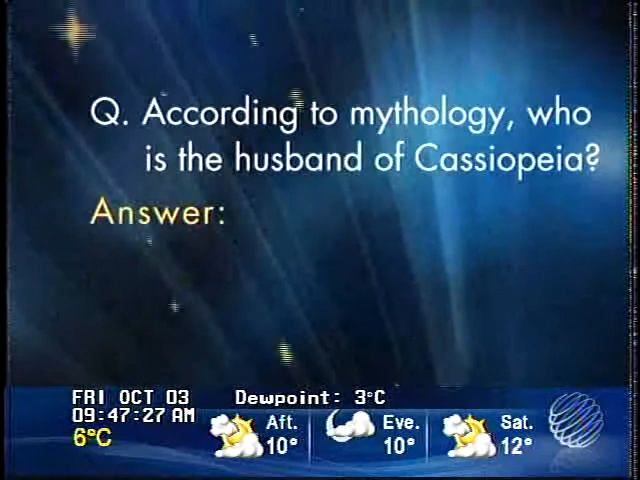 Q. According to mythology, who
is the husband of Cassiopeia?
Answer:
FRI OCT 03
Dewpoint: 3°C
09:47:27 AM
6°C
Aft.
10°
Eve.
10°
Sat.
12°